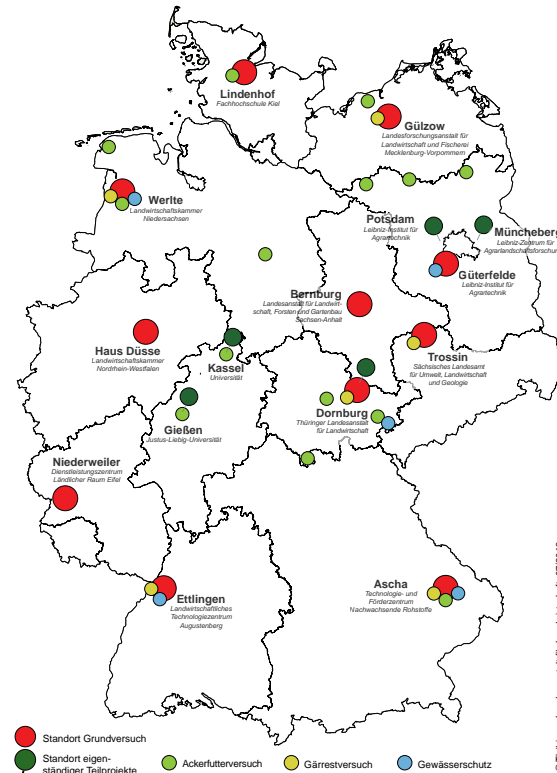 Lindenhof
Fachhochschule Kiel
Gülzow
Landesforschungsanstalt für
Landwirtschaft und Fischerei
Mecklenburg-Vorpommern
Werlte
Landwirtschaftskammer
Niedersachsen
Potsdam
Leibniz-Institut für
Agrartechnik
Müncheberg
Leibniz-Zentrum für
Agrarlandschaftsforschung
Güterfelde
Leibniz-Institut für
Agrartechnik
Bernburg
Landesanstalt für Landwirt-
schaft, Forsten und Gartenbau
Sachsen-Anhalt
Haus Düsse
Landwirtschaftskammer
Nordrhein-Westfalen
Kassel
Universität
Trossin
Sächsisches Landesamt
für Umwelt, Landwirtschaft
und Geologie
Gießen
Justus-Liebig-Universität
Dornburg
Thüringer Landesanstalt
für Landwirtschaft
Niederweiler
Dienstleistungszentrum
Ländlicher Raum Eifel
Ettlingen
Landwirtschaftliches
Technologiezentrum
Augustenberg
Ascha
Technologie- und
Förderzentrum
Nachwachsende Rohstoffe
Standort Grundversuch
Standort eigen-
ständiger Teilprojekte
Ackerfutterversuch
Gärrestversuch
Gewässerschutz